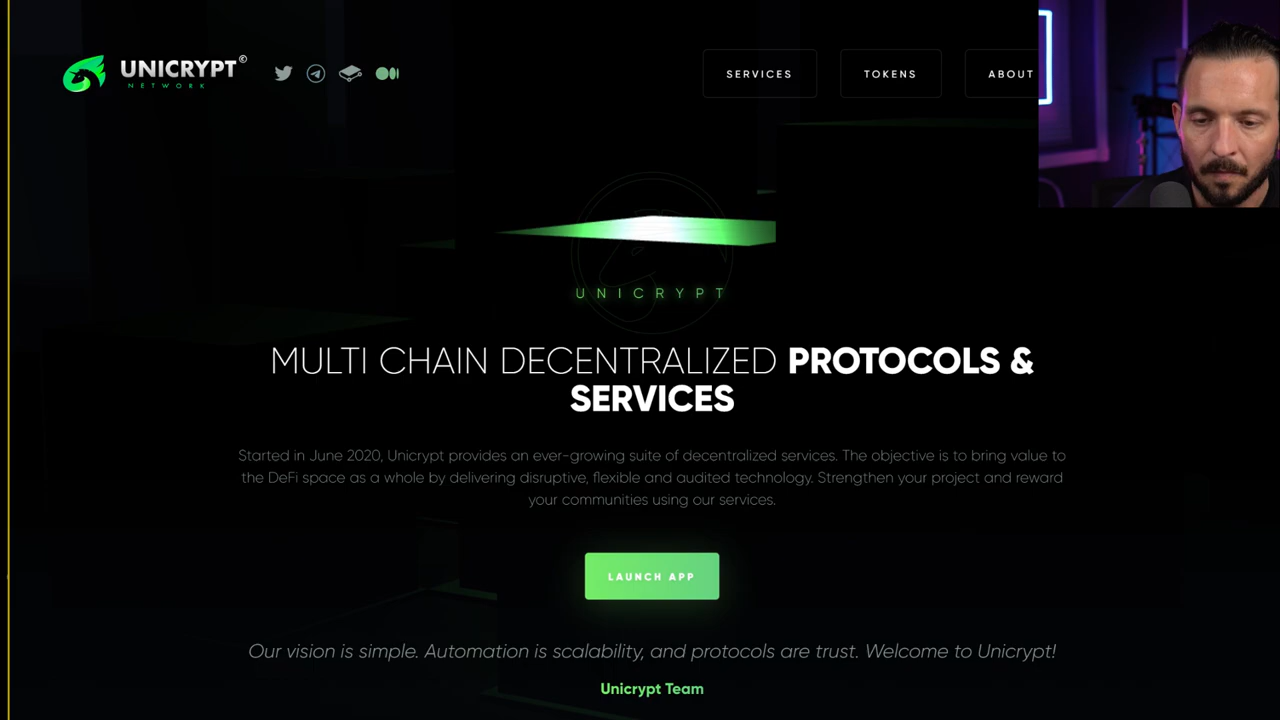 UNICRYPT©
NETWORK
SERVICES
TOKENS
ABOUT
UNICRYPT
MULTI CHAIN DECENTRALIZED PROTOCOLS &
SERVICES
Started in June 2020, Unicrypt provides an ever-growing suite of decentralized services. The objective is to bring value to
the DeFi space as a whole by delivering disruptive, flexible and audited technology. Strengthen your project and reward
your communities using our services.
LAUNCH APP
Our vision is simple. Automation is scalability, and protocols are trust. Welcome to Unicrypt!
Unicrypt Team